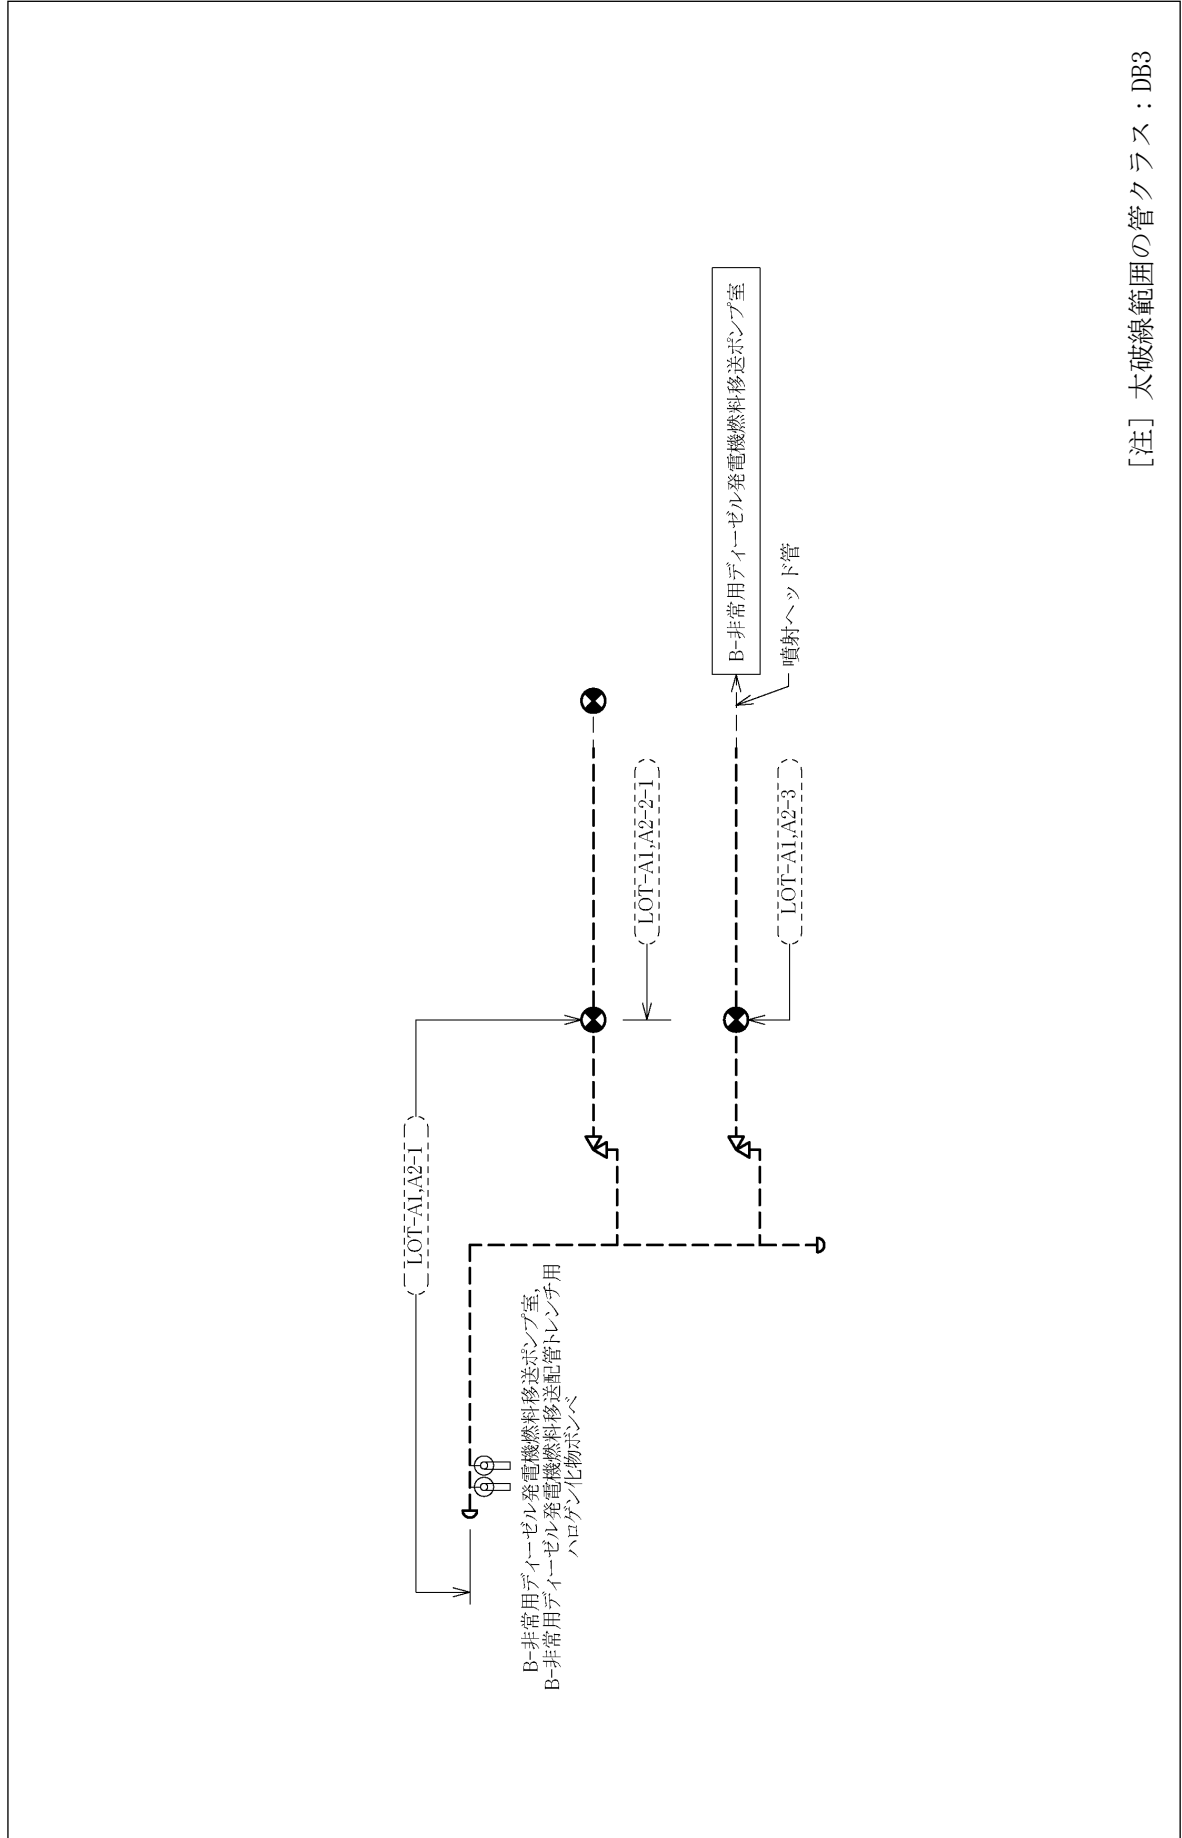 LOT-A1,A2-1
B-非常用ディーゼル発電機燃料移送ポンプ室,
B-非常用ディーゼル発電機燃料移送配管トレンチ用
ハロゲン化物ボンベ
LOT-A1,A2-2-1
B-非常用ディーゼル発電機燃料移送ポンプ室
噴射ヘッド管
LOT-A1,A2-3
[注] 太破線範囲の管クラス：DB3